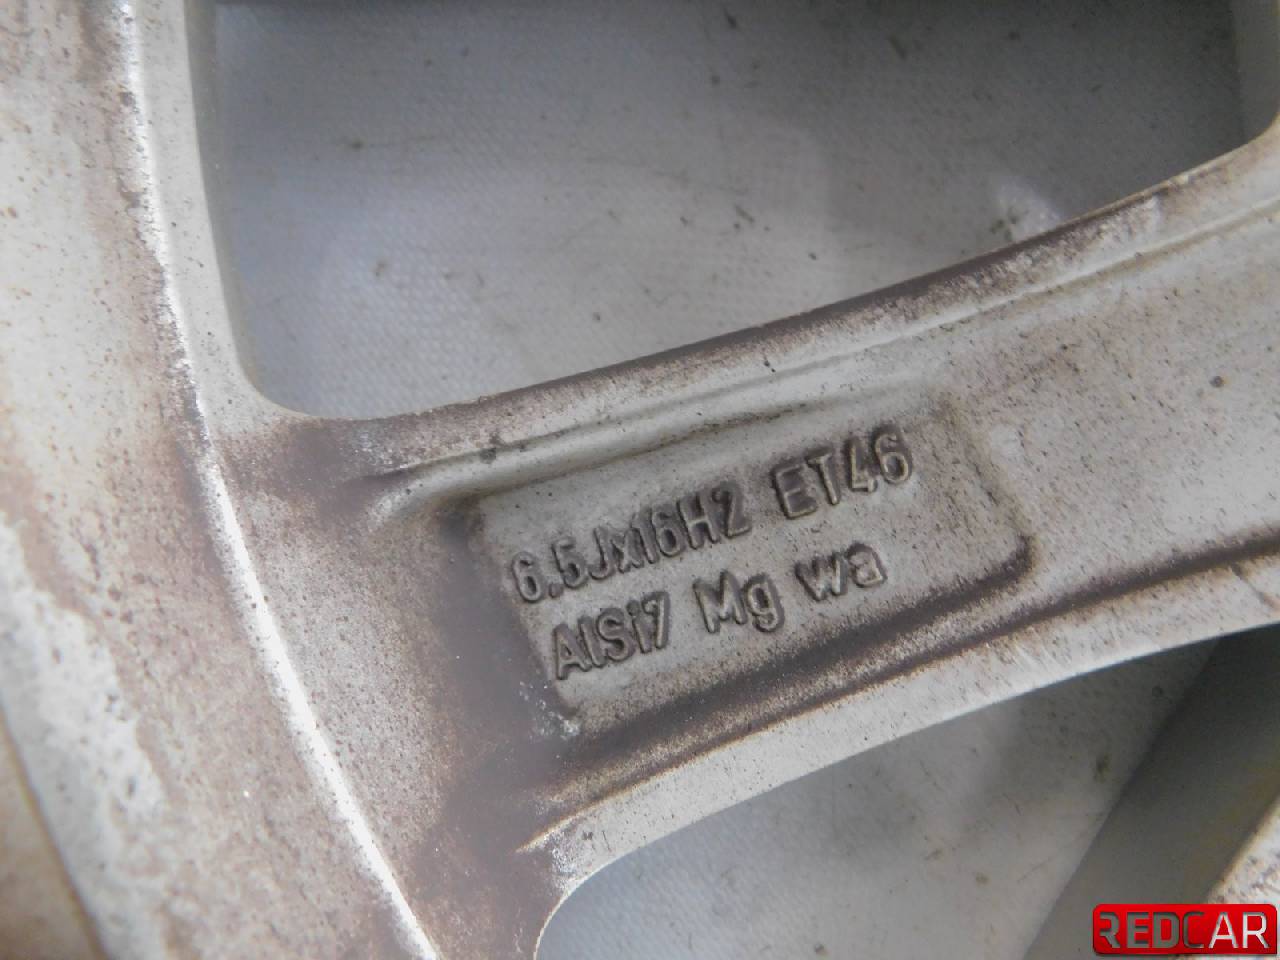 6.5Jx16H2 ET46
AlSi7 Mg wa
REDCAR